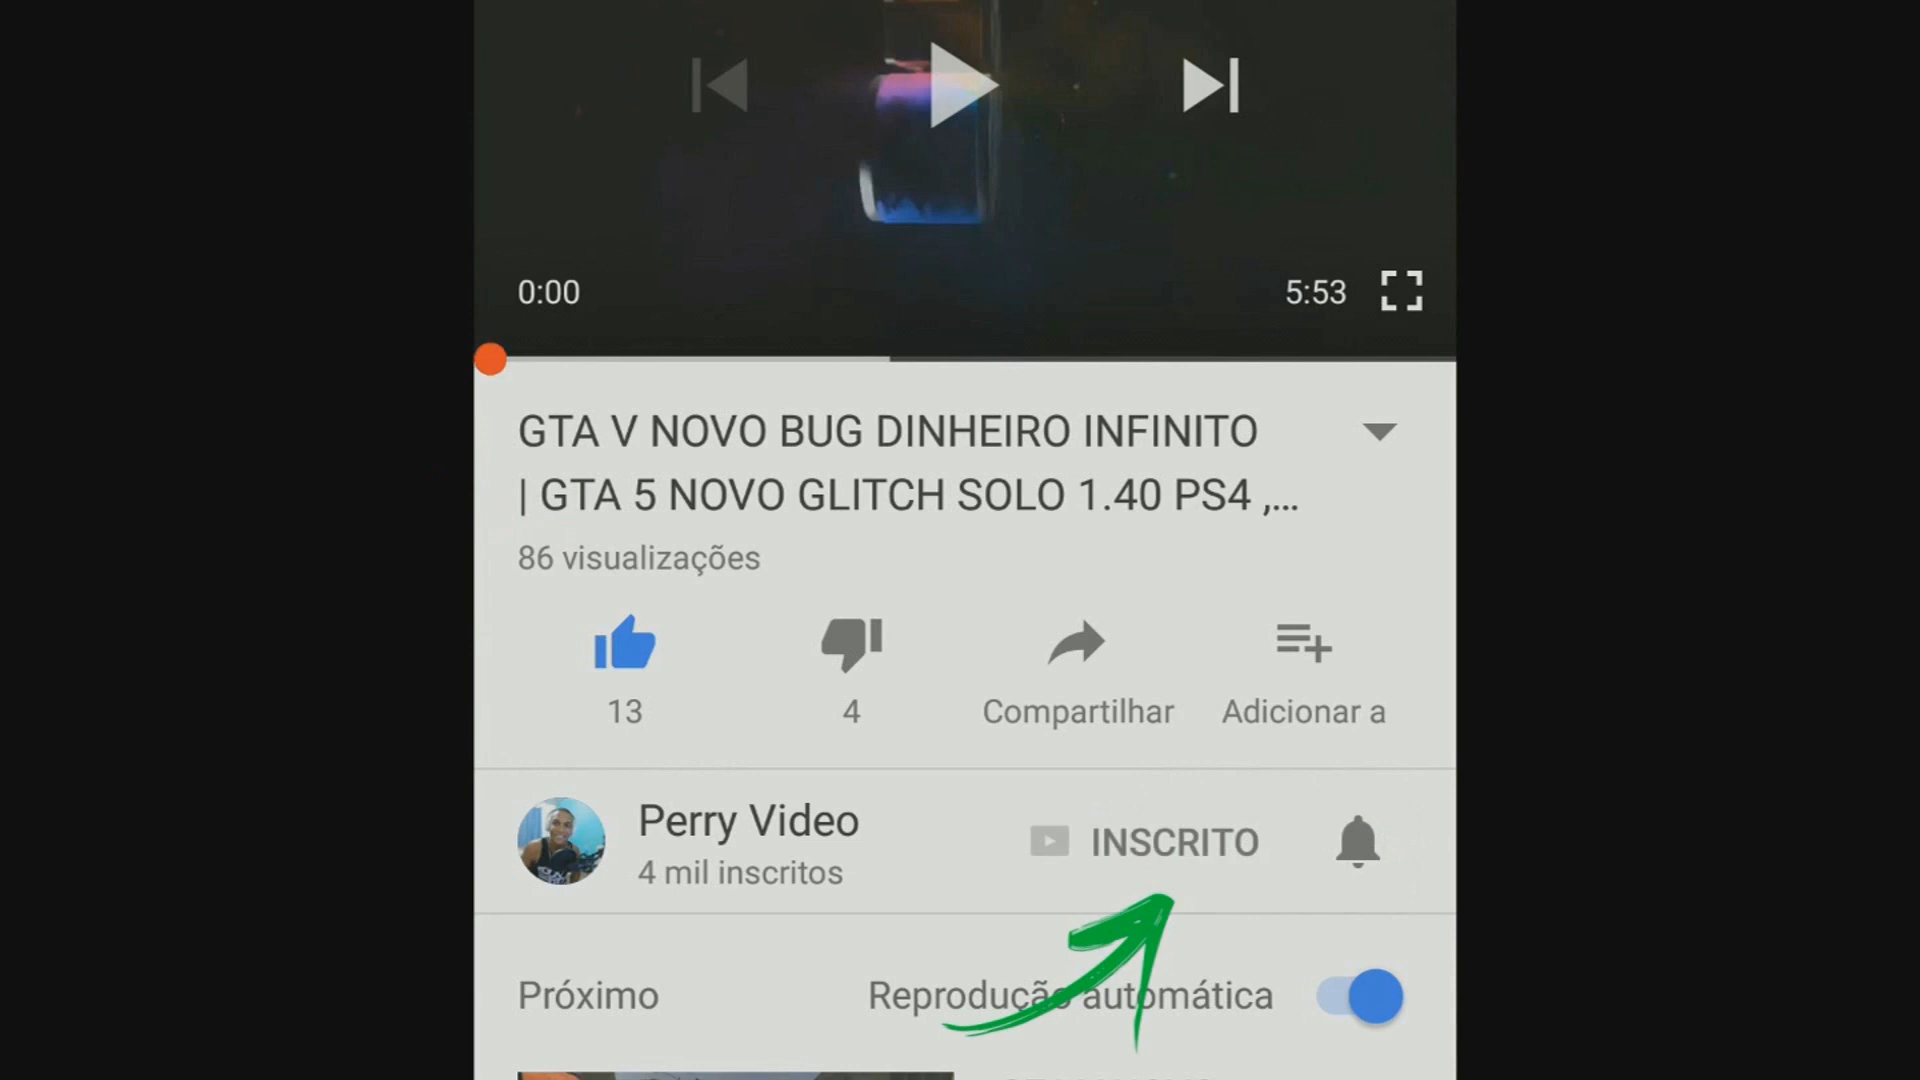 0:00
5:53
GTA V NOVO BUG DINHEIRO INFINITO
| GTA 5 NOVO GLITCH SOLO 1.40 PS4 ,...
86 visualizações
13
4
Compartilhar
Adicionar a
Perry Video
4 mil inscritos
INSCRITO
Próximo
Reprodução automática